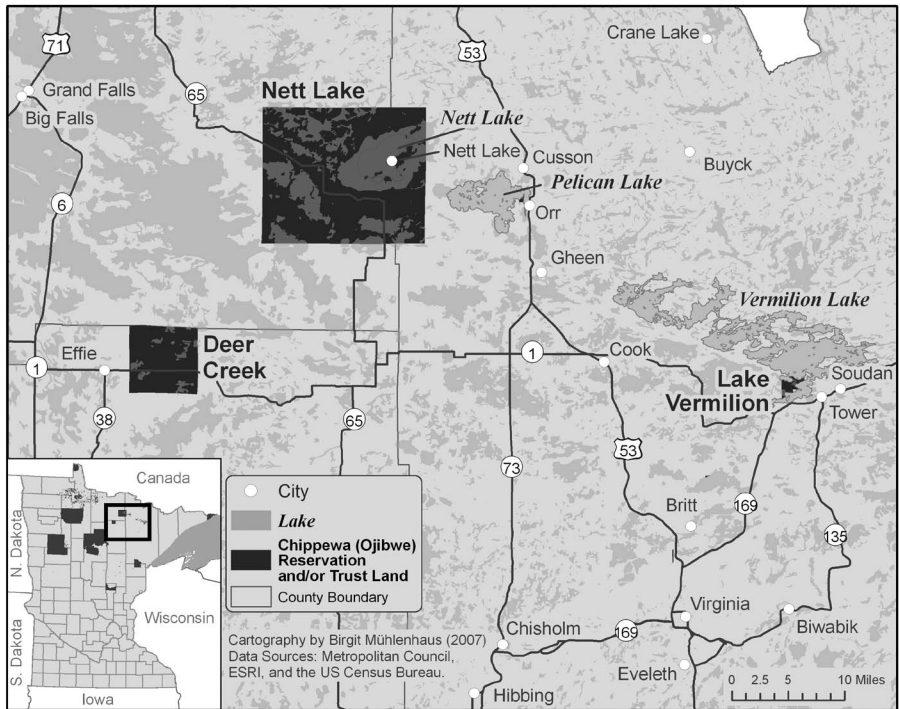 71
53
Crane Lake
Grand Falls
Big Falls
65
Nett Lake
Nett Lake
Nett Lake
Cusson
Buyck
Pelican Lake
6
Orr
Gheen
Vermilion Lake
Effie
Deer
Creek
1
1
Cook
Lake
Vermilion
Soudan
Tower
38
65
73
53
Britt
169
135
Canada
N. Dakota
S. Dakota
Wisconsin
Iowa
City
Lake
Chippewa (Ojibwe)
Reservation
and/or Trust Land
County Boundary
Cartography by Birgit Mühlenhaus (2007)
Data Sources: Metropolitan Council,
ESRI, and the US Census Bureau.
Chisholm
169
Virginia
Biwabik
Eveleth
Hibbing
0 2.5 5 10 Miles